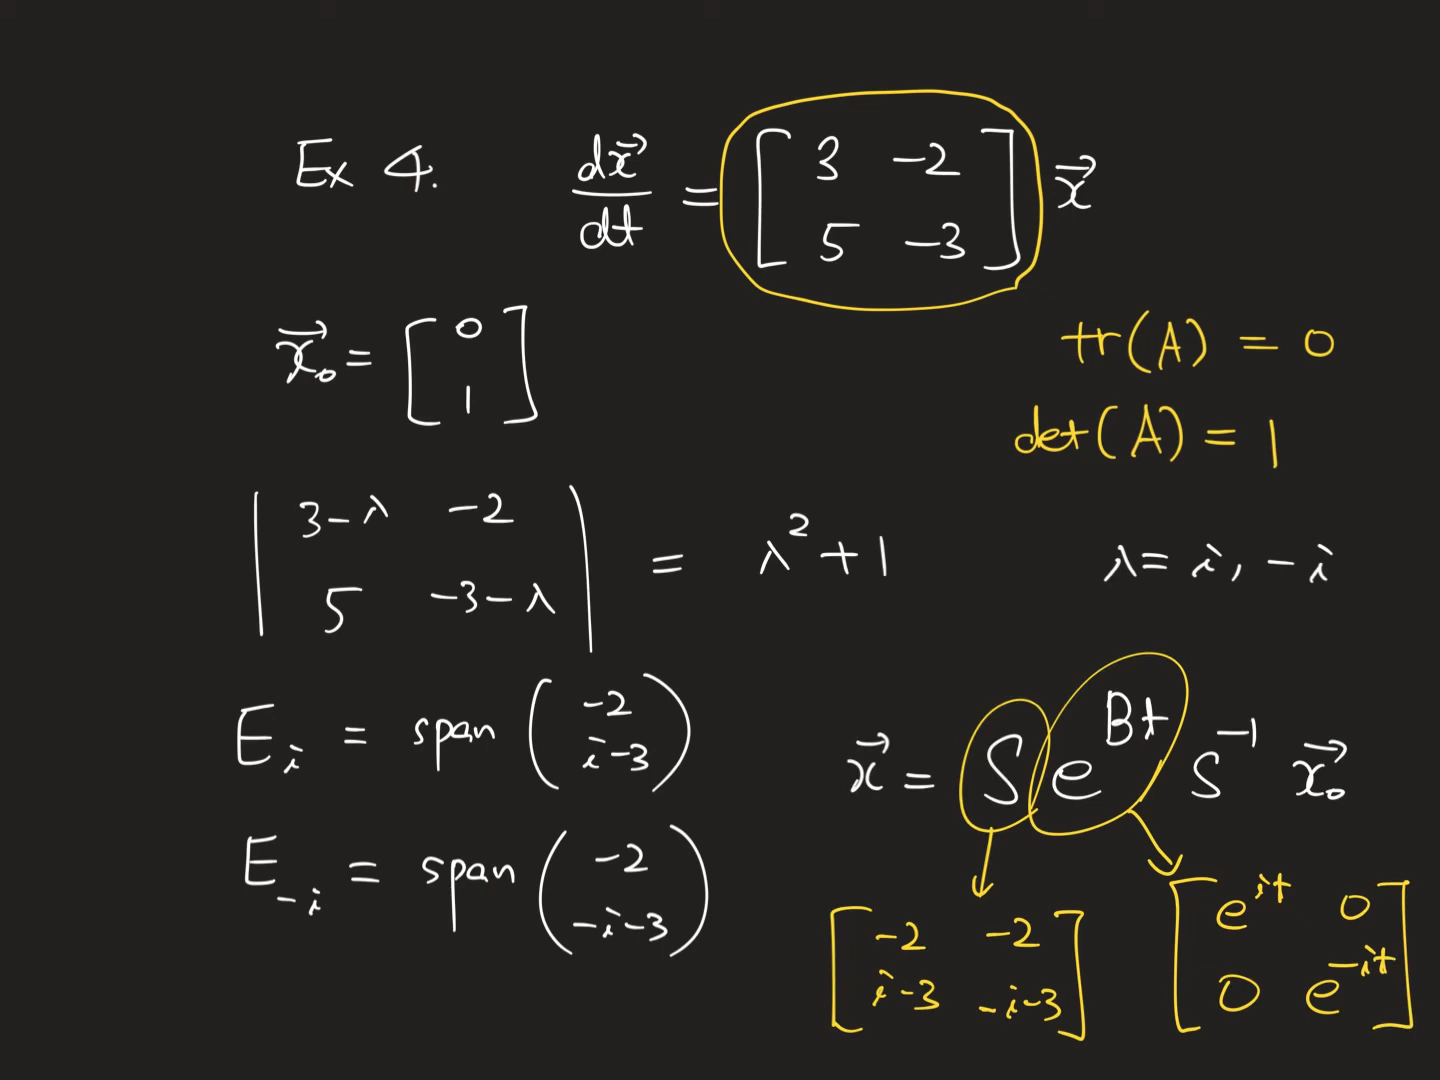 Ex 4. dx⃗/dt = [3 -2; 5 -3] x⃗
x⃗₀ = [0; 1]
tr(A) = 0
det(A) = 1
|3-λ -2; 5 -3-λ| = λ²+1 λ= i, -i
E_i = span (-2; i-3)
E_-i = span (-2; -i-3)
x⃗ = S e^Bt S^-1 x⃗₀
[-2 -2; i-3 -i-3]
[e^it 0; 0 e^-it]